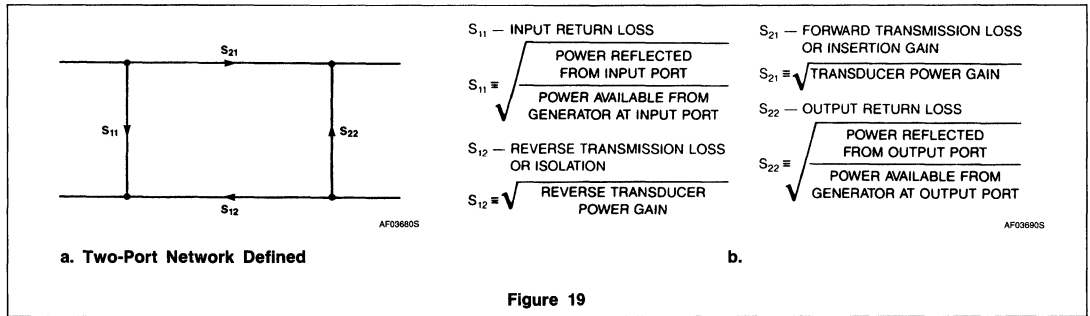 S21
S11
S22
S12
AF03680S
a. Two-Port Network Defined
S11 — INPUT RETURN LOSS
S11 ≡ √
POWER REFLECTED
FROM INPUT PORT
POWER AVAILABLE FROM
GENERATOR AT INPUT PORT
S12 — REVERSE TRANSMISSION LOSS
OR ISOLATION
S12 ≡ √ REVERSE TRANSDUCER
POWER GAIN
S21 — FORWARD TRANSMISSION LOSS
OR INSERTION GAIN
S21 ≡ √ TRANSDUCER POWER GAIN
S22 — OUTPUT RETURN LOSS
S22 ≡ √
POWER REFLECTED
FROM OUTPUT PORT
POWER AVAILABLE FROM
GENERATOR AT OUTPUT PORT
AF03690S
b.
Figure 19